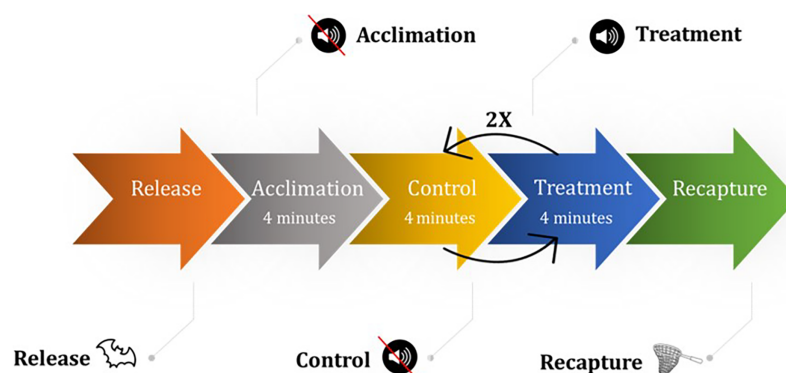 Acclimation
Treatment
2X
Release
Acclimation
4 minutes
Control
4 minutes
Treatment
4 minutes
Recapture
Release
Control
Recapture